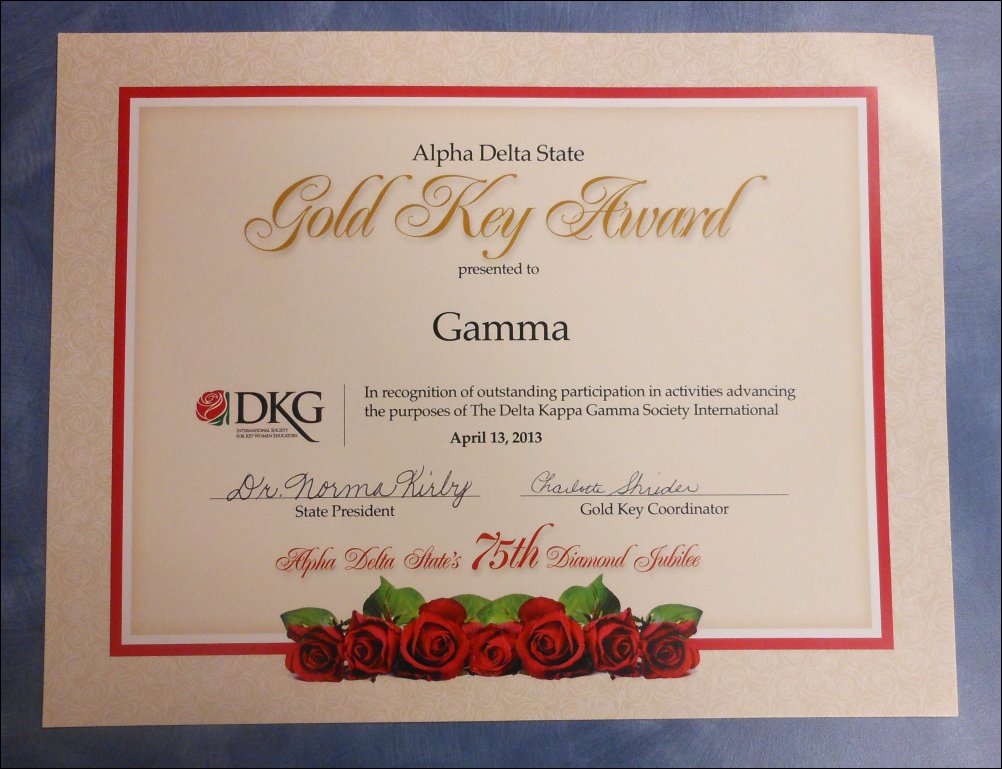 Alpha Delta State
Gold Key Award
presented to
Gamma
DKG
INTERNATIONAL SOCIETY
FOR KEY WOMEN EDUCATORS
In recognition of outstanding participation in activities advancing
the purposes of The Delta Kappa Gamma Society International
April 13, 2013
Dr. Norma Kirby
State President
Charlotte Shrider
Gold Key Coordinator
Alpha Delta State's 75th Diamond Jubilee